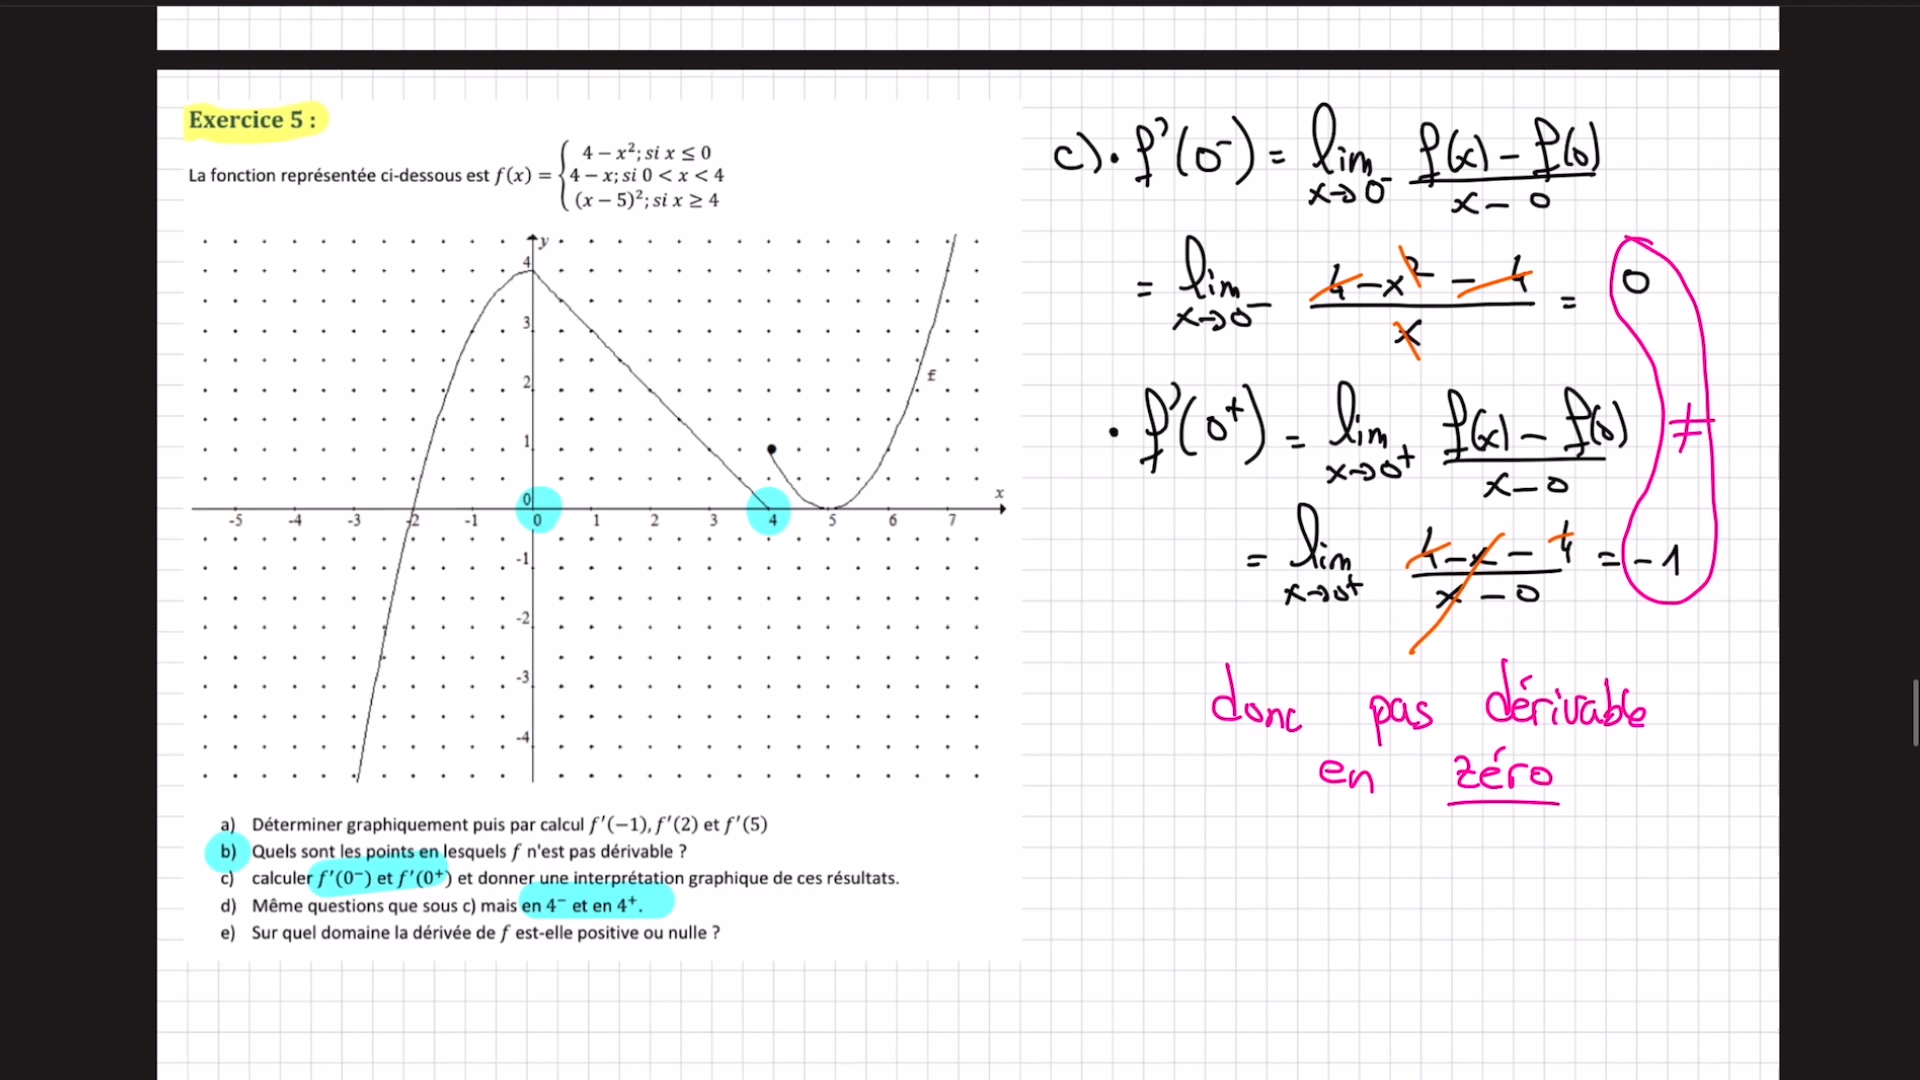 Exercice 5 :
La fonction représentée ci-dessous est f(x) = { 4 − x²; si x ≤ 0
4 − x; si 0 < x < 4
(x − 5)²; si x ≥ 4
y
4
3
2
1
0
-1
-2
-3
-4
f
x
-5 -4 -3 -2 -1 0 1 2 3 4 5 6 7
a) Déterminer graphiquement puis par calcul f′(−1), f′(2) et f′(5)
b) Quels sont les points en lesquels f n'est pas dérivable ?
c) calculer f′(0⁻) et f′(0⁺) et donner une interprétation graphique de ces résultats.
d) Même questions que sous c) mais en 4⁻ et en 4⁺.
e) Sur quel domaine la dérivée de f est-elle positive ou nulle ?
c) • f'(0⁻) = lim x→0⁻ (f(x) − f(0)) / (x − 0)
= lim x→0⁻ (4 − x² − 4) / x = 0
• f'(0⁺) = lim x→0⁺ (f(x) − f(0)) / (x − 0)
≠
= lim x→0⁺ (4 − x − 4) / (x − 0) = −1
donc pas dérivable
en zéro